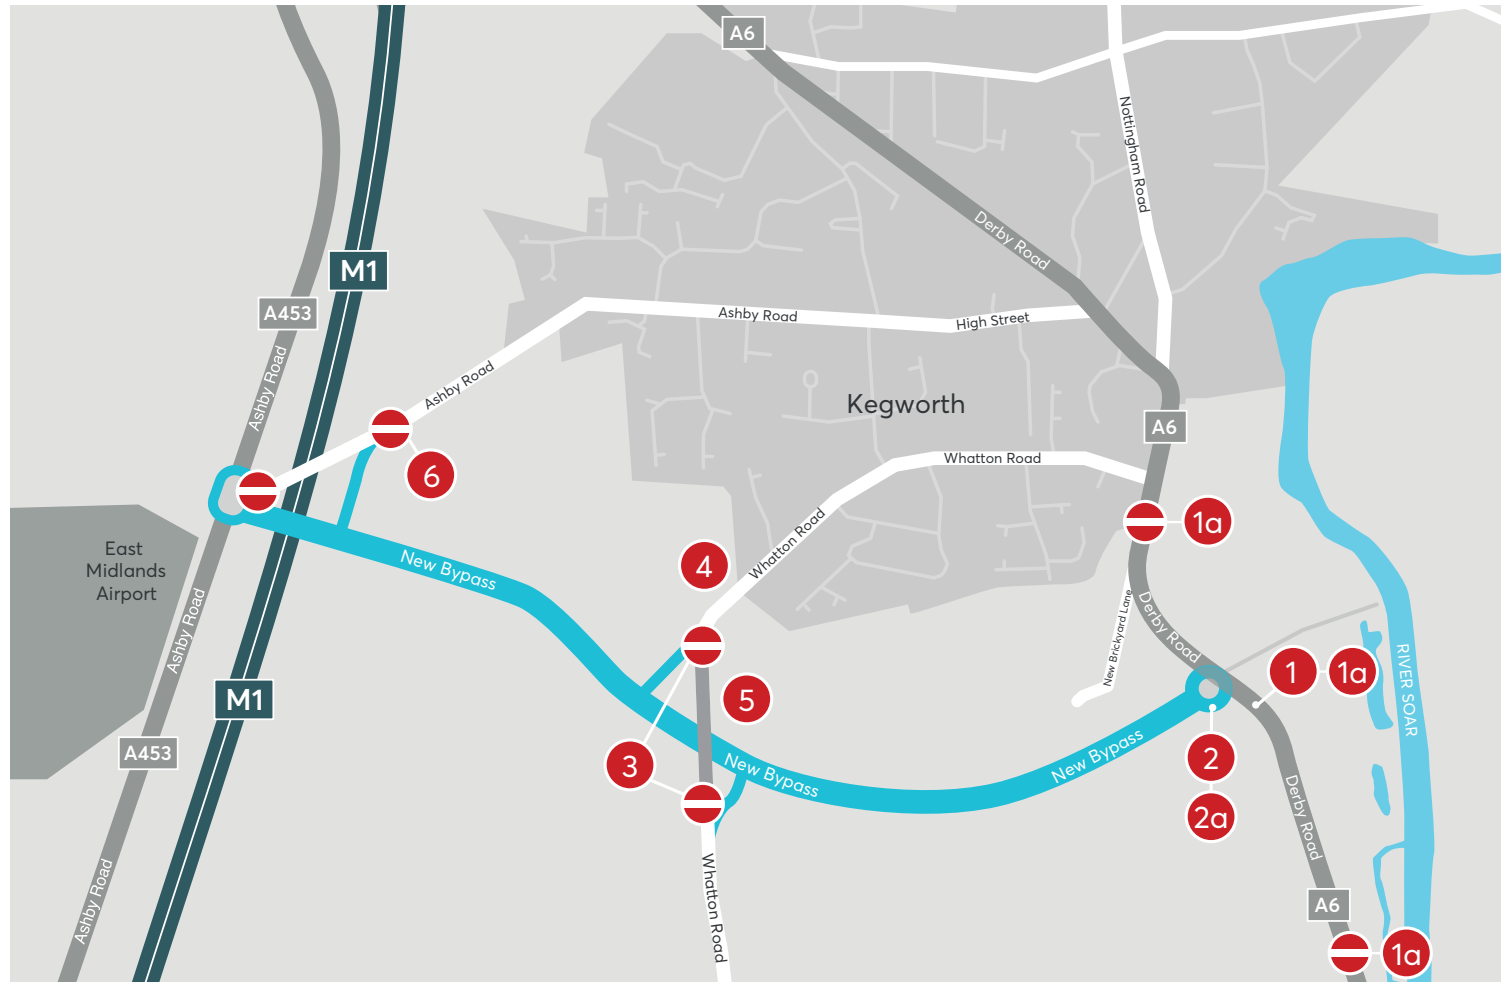 A6
Nottingham Road
Derby Road
M1
A453
Ashby Road
High Street
Ashby Road
Ashby Road
Kegworth
A6
Whatton Road
6
1a
Whatton Road
East
Midlands
Airport
New Bypass
4
Ashby Road
New Brickyard Lane
Derby Road
1
1a
RIVER SOAR
M1
5
A453
3
New Bypass
New Bypass
2
2a
Derby Road
Ashby Road
Whatton Road
A6
1a